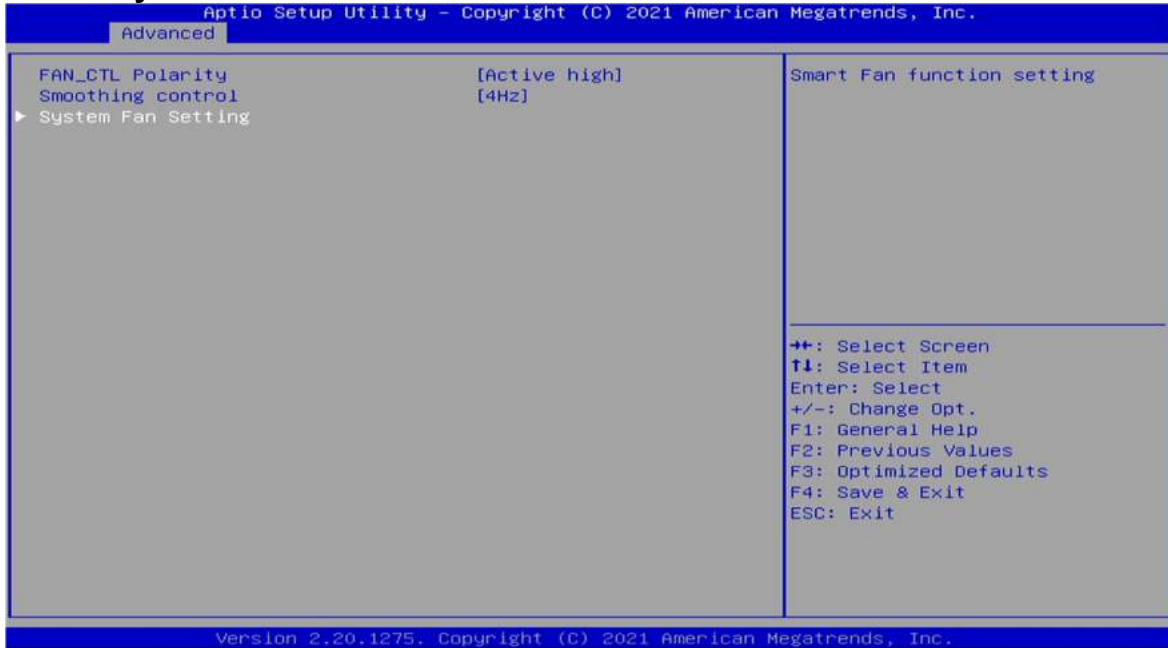 Aptio Setup Utility – Copyright (C) 2021 American Megatrends, Inc.
Advanced
FAN_CTL Polarity [Active high]
Smoothing control [4Hz]
► System Fan Setting
Smart Fan function setting
→←: Select Screen
↑↓: Select Item
Enter: Select
+/-: Change Opt.
F1: General Help
F2: Previous Values
F3: Optimized Defaults
F4: Save & Exit
ESC: Exit
Version 2.20.1275. Copyright (C) 2021 American Megatrends, Inc.